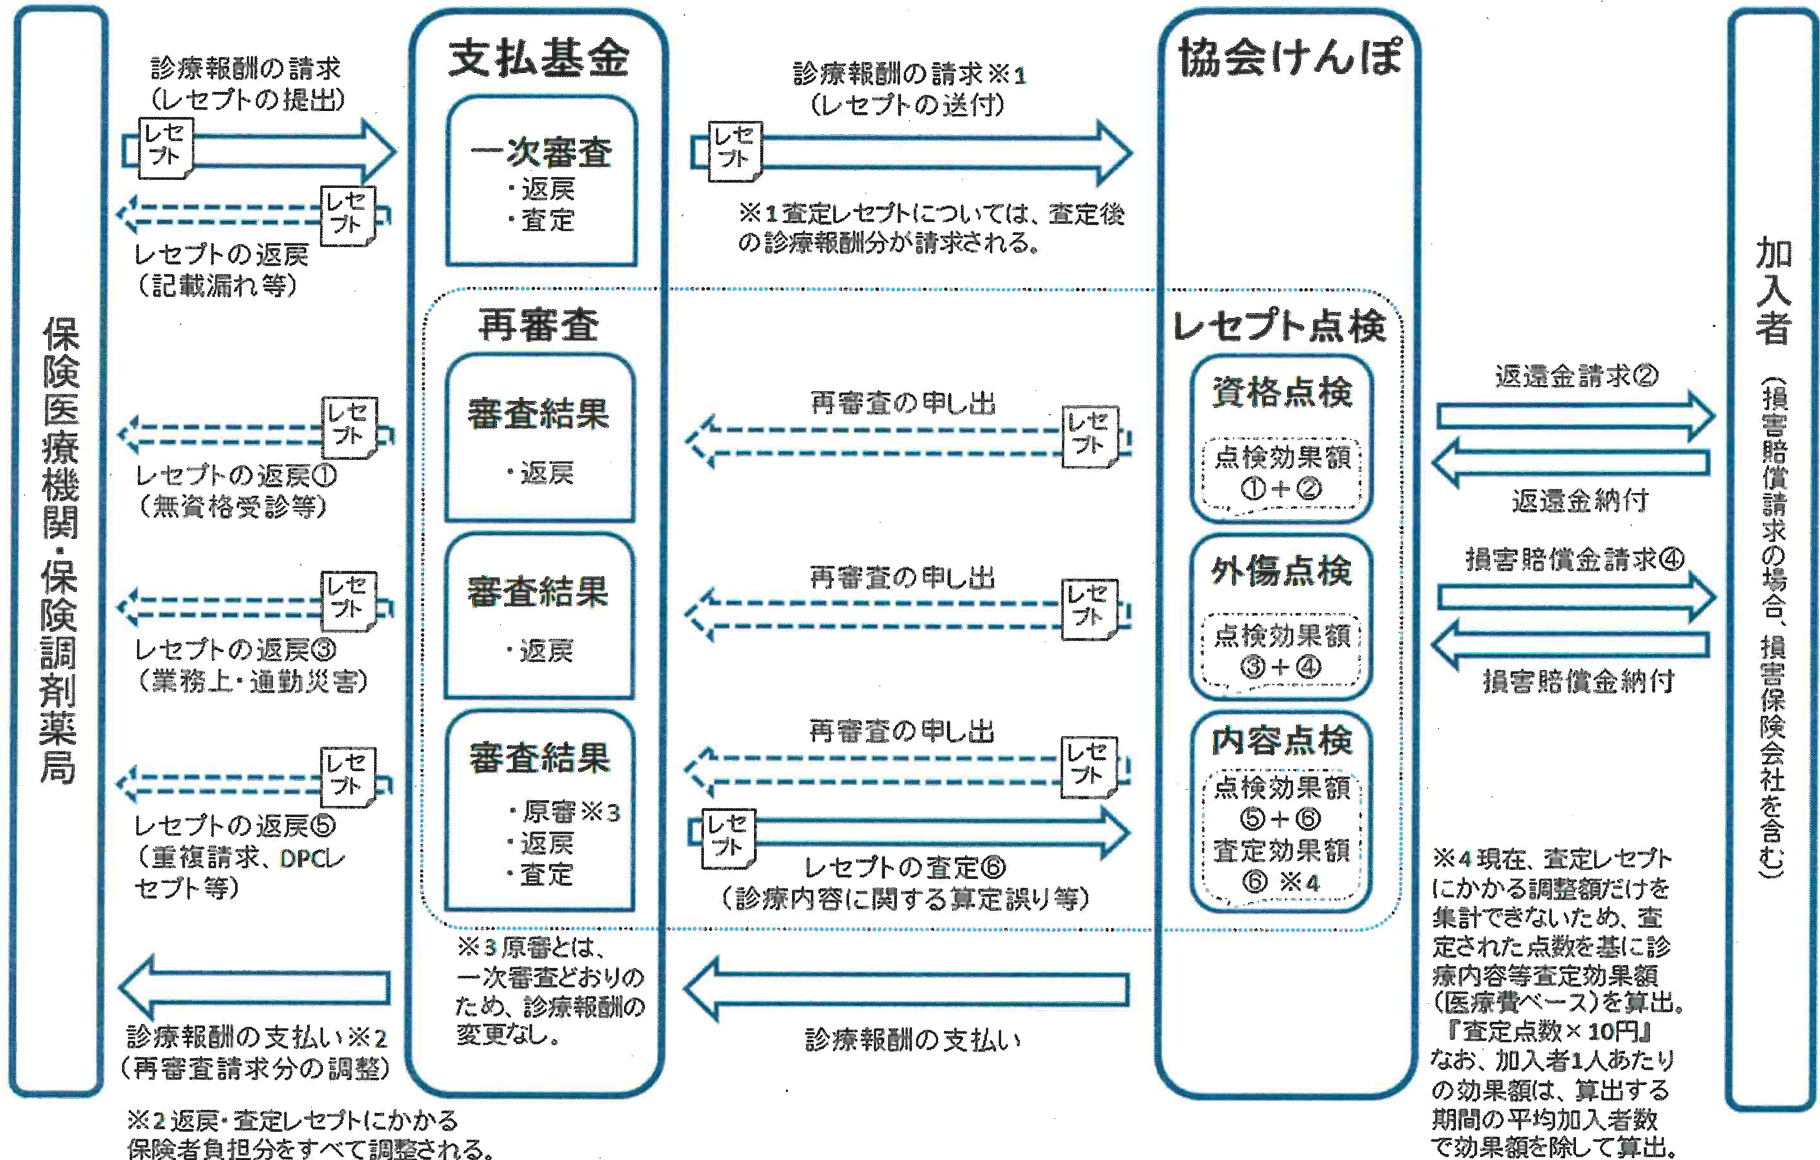 保険医療機関・保険調剤薬局
診療報酬の請求
（レセプトの提出）
レセ
プト
レセ
プト
レセプトの返戻
（記載漏れ等）
レセ
プト
レセプトの返戻①
（無資格受診等）
レセ
プト
レセプトの返戻③
（業務上・通勤災害）
レセ
プト
レセプトの返戻⑤
（重複請求、DPCレ
セプト等）
診療報酬の支払い※2
（再審査請求分の調整）
※2返戻・査定レセプトにかかる
保険者負担分をすべて調整される。
支払基金
一次審査
・返戻
・査定
再審査
審査結果
・返戻
審査結果
・返戻
審査結果
・原審※3
・返戻
・査定
※3原審とは、
一次審査どおりの
ため、診療報酬の
変更なし。
診療報酬の請求※1
（レセプトの送付）
レセ
プト
※1査定レセプトについては、査定後
の診療報酬分が請求される。
再審査の申し出
レセ
プト
再審査の申し出
レセ
プト
再審査の申し出
レセ
プト
レセ
プト
レセプトの査定⑥
（診療内容に関する算定誤り等）
診療報酬の支払い
協会けんぽ
レセプト点検
資格点検
点検効果額
①＋②
外傷点検
点検効果額
③＋④
内容点検
点検効果額
⑤＋⑥
査定効果額
⑥ ※4
返還金請求②
返還金納付
損害賠償金請求④
損害賠償金納付
※4現在、査定レセプト
にかかる調整額だけを
集計できないため、査
定された点数を基に診
療内容等査定効果額
（医療費ベース）を算出。
『査定点数×10円』
なお、加入者1人あたり
の効果額は、算出する
期間の平均加入者数
で効果額を除して算出。
加入者（損害賠償請求の場合、損害保険会社を含む）